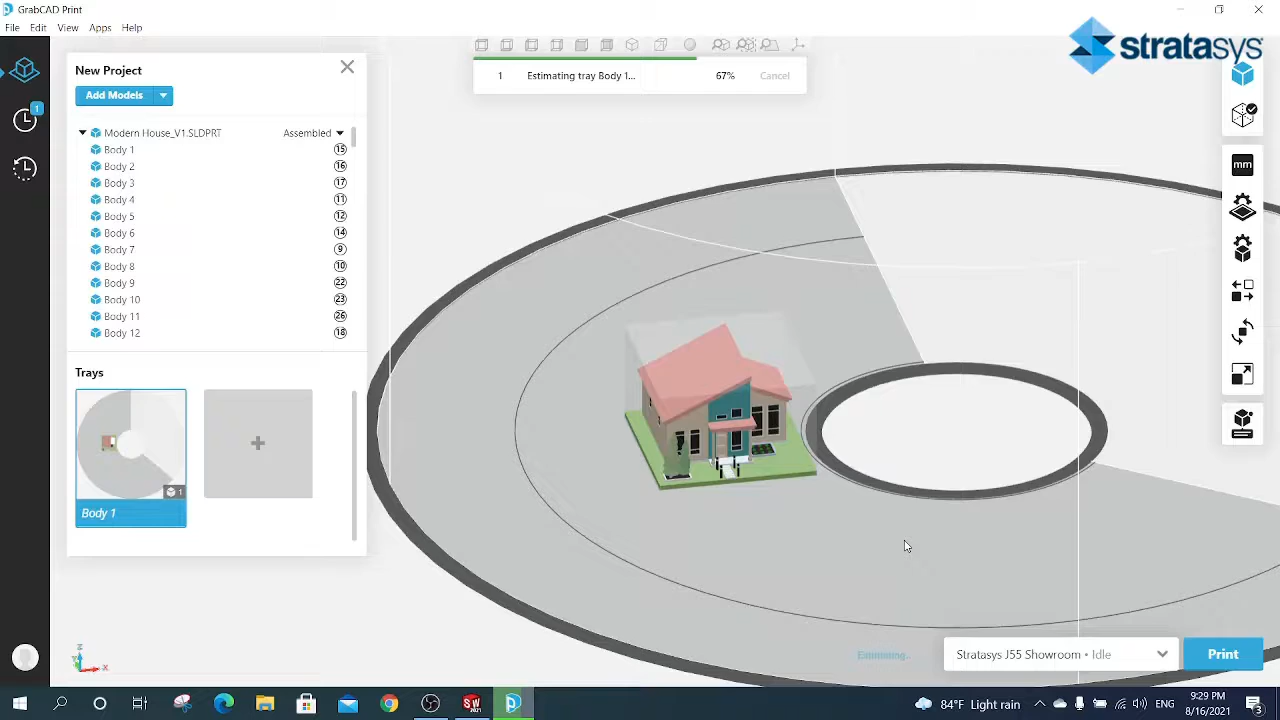 GrabCAD Print
File Edit View Apps Help
stratasys
New Project
Add Models
1 Estimating tray Body 1... 67% Cancel
Modern House_V1.SLDPRT Assembled
Body 1 15
Body 2 16
Body 3 17
Body 4 11
Body 5 12
Body 6 14
Body 7 9
Body 8 10
Body 9 22
Body 10 23
Body 11 26
Body 12 18
1
mm
Trays
1
Body 1
Z
Y
X
Estimating..
Stratasys J55 Showroom • Idle
Print
84°F Light rain
9:29 PM
8/16/2021
3